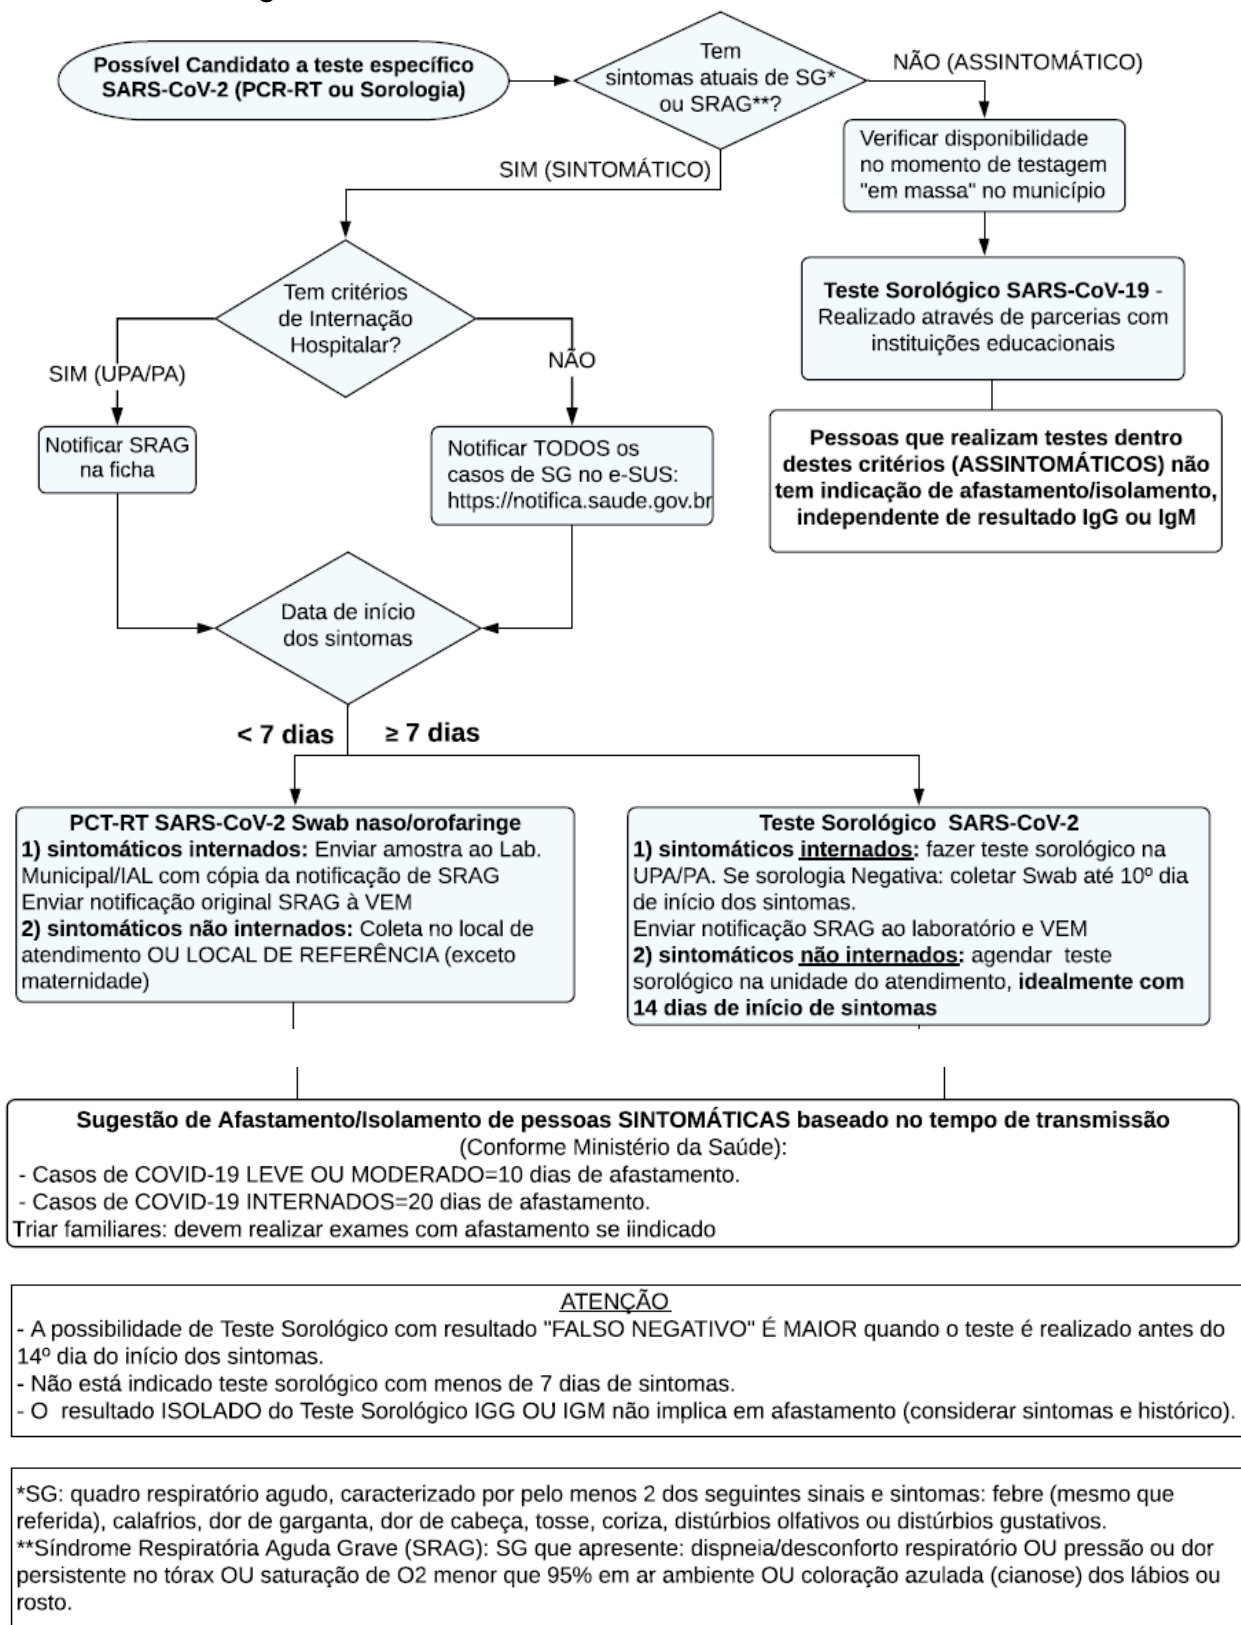 Possível Candidato a teste específico
SARS-CoV-2 (PCR-RT ou Sorologia)
Tem
sintomas atuais de SG*
ou SRAG**?
NÃO (ASSINTOMÁTICO)
Verificar disponibilidade
no momento de testagem
"em massa" no município
SIM (SINTOMÁTICO)
Teste Sorológico SARS-CoV-19 -
Realizado através de parcerias com
instituições educacionais
Tem critérios
de Internação
Hospitalar?
SIM (UPA/PA)
NÃO
Pessoas que realizam testes dentro
destes critérios (ASSINTOMÁTICOS) não
tem indicação de afastamento/isolamento,
independente de resultado IgG ou IgM
Notificar SRAG
na ficha
Notificar TODOS os
casos de SG no e-SUS:
https://notifica.saude.gov.br
Data de início
dos sintomas
< 7 dias
≥ 7 dias
PCT-RT SARS-CoV-2 Swab naso/orofaringe
1) sintomáticos internados: Enviar amostra ao Lab.
Municipal/IAL com cópia da notificação de SRAG
Enviar notificação original SRAG à VEM
2) sintomáticos não internados: Coleta no local de
atendimento OU LOCAL DE REFERÊNCIA (exceto
maternidade)
Teste Sorológico SARS-CoV-2
1) sintomáticos internados: fazer teste sorológico na
UPA/PA. Se sorologia Negativa: coletar Swab até 10º dia
de início dos sintomas.
Enviar notificação SRAG ao laboratório e VEM
2) sintomáticos não internados: agendar teste
sorológico na unidade do atendimento, idealmente com
14 dias de início de sintomas
Sugestão de Afastamento/Isolamento de pessoas SINTOMÁTICAS baseado no tempo de transmissão
(Conforme Ministério da Saúde):
- Casos de COVID-19 LEVE OU MODERADO=10 dias de afastamento.
- Casos de COVID-19 INTERNADOS=20 dias de afastamento.
Triar familiares: devem realizar exames com afastamento se iindicado
ATENÇÃO
- A possibilidade de Teste Sorológico com resultado "FALSO NEGATIVO" É MAIOR quando o teste é realizado antes do
14º dia do início dos sintomas.
- Não está indicado teste sorológico com menos de 7 dias de sintomas.
- O resultado ISOLADO do Teste Sorológico IGG OU IGM não implica em afastamento (considerar sintomas e histórico).
*SG: quadro respiratório agudo, caracterizado por pelo menos 2 dos seguintes sinais e sintomas: febre (mesmo que
referida), calafrios, dor de garganta, dor de cabeça, tosse, coriza, distúrbios olfativos ou distúrbios gustativos.
**Síndrome Respiratória Aguda Grave (SRAG): SG que apresente: dispneia/desconforto respiratório OU pressão ou dor
persistente no tórax OU saturação de O2 menor que 95% em ar ambiente OU coloração azulada (cianose) dos lábios ou
rosto.